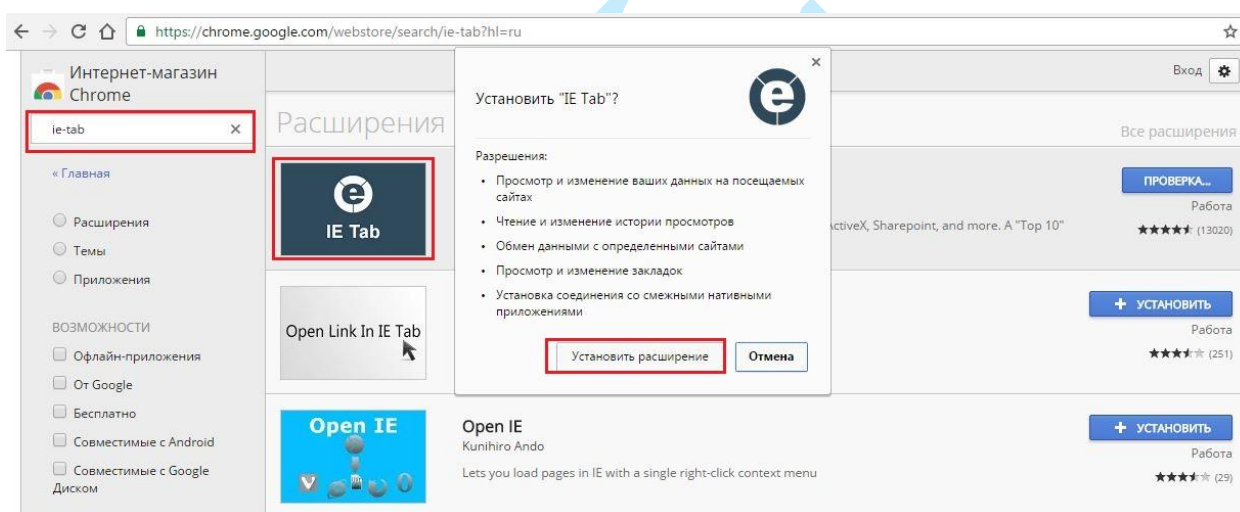 https://chrome.google.com/webstore/search/ie-tab?hl=ru
Интернет-магазин
Chrome
Вход
ie-tab
Расширения
Все расширения
« Главная
Расширения
Темы
Приложения
ВОЗМОЖНОСТИ
Офлайн-приложения
От Google
Бесплатно
Совместимые с Android
Совместимые с Google
Диском
Установить "IE Tab"?
Разрешения:
• Просмотр и изменение ваших данных на посещаемых
сайтах
• Чтение и изменение истории просмотров
• Обмен данными с определенными сайтами
• Просмотр и изменение закладок
• Установка соединения со смежными нативными
приложениями
Установить расширение
Отмена
IE Tab
ActiveX, Sharepoint, and more. A "Top 10"
ПРОВЕРКА...
Работа
(13020)
Open Link In IE Tab
+ УСТАНОВИТЬ
Работа
(251)
Open IE
Open IE
Kunihiro Ando
Lets you load pages in IE with a single right-click context menu
+ УСТАНОВИТЬ
Работа
(29)